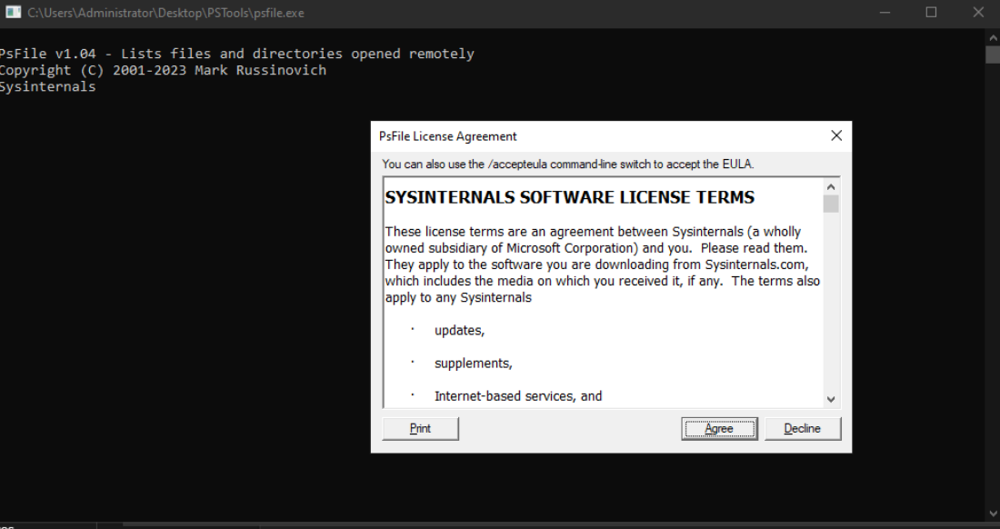 C:\Users\Administrator\Desktop\PSTools\psfile.exe
PsFile v1.04 - Lists files and directories opened remotely
Copyright (C) 2001-2023 Mark Russinovich
Sysinternals
PsFile License Agreement
You can also use the /accepteula command-line switch to accept the EULA.
SYSINTERNALS SOFTWARE LICENSE TERMS
These license terms are an agreement between Sysinternals (a wholly
owned subsidiary of Microsoft Corporation) and you.  Please read them.
They apply to the software you are downloading from Sysinternals.com,
which includes the media on which you received it, if any.  The terms also
apply to any Sysinternals
· updates,
· supplements,
· Internet-based services, and
Print Agree Decline